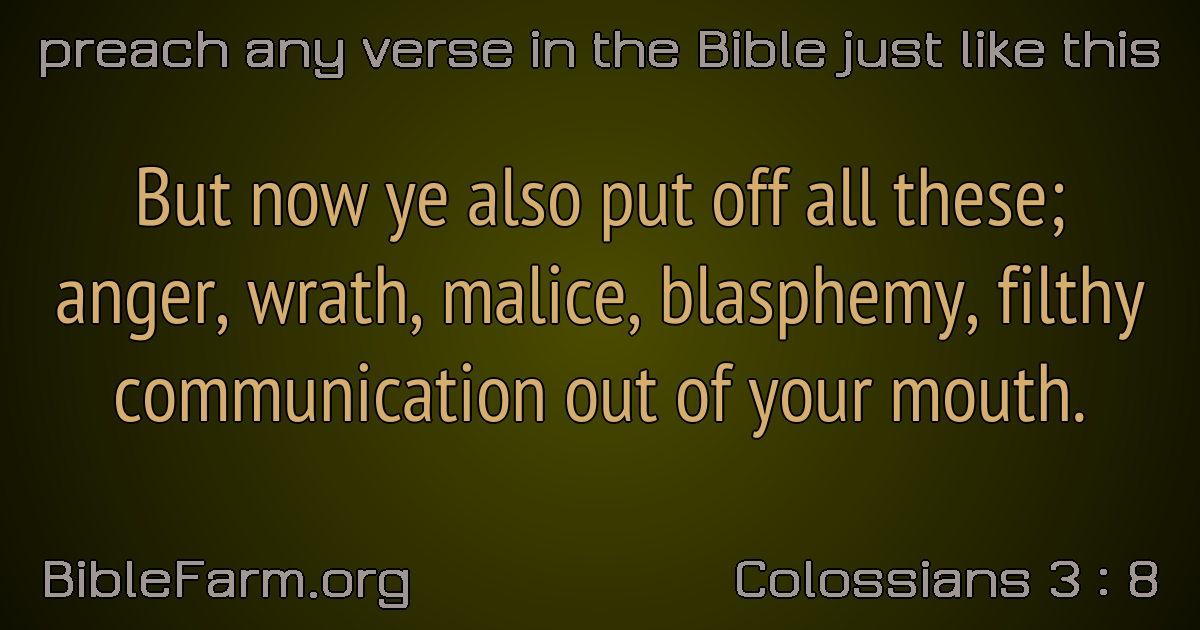 preach any verse in the Bible just like this
But now ye also put off all these;
anger, wrath, malice, blasphemy, filthy
communication out of your mouth.
BibleFarm.org
Colossians 3 : 8